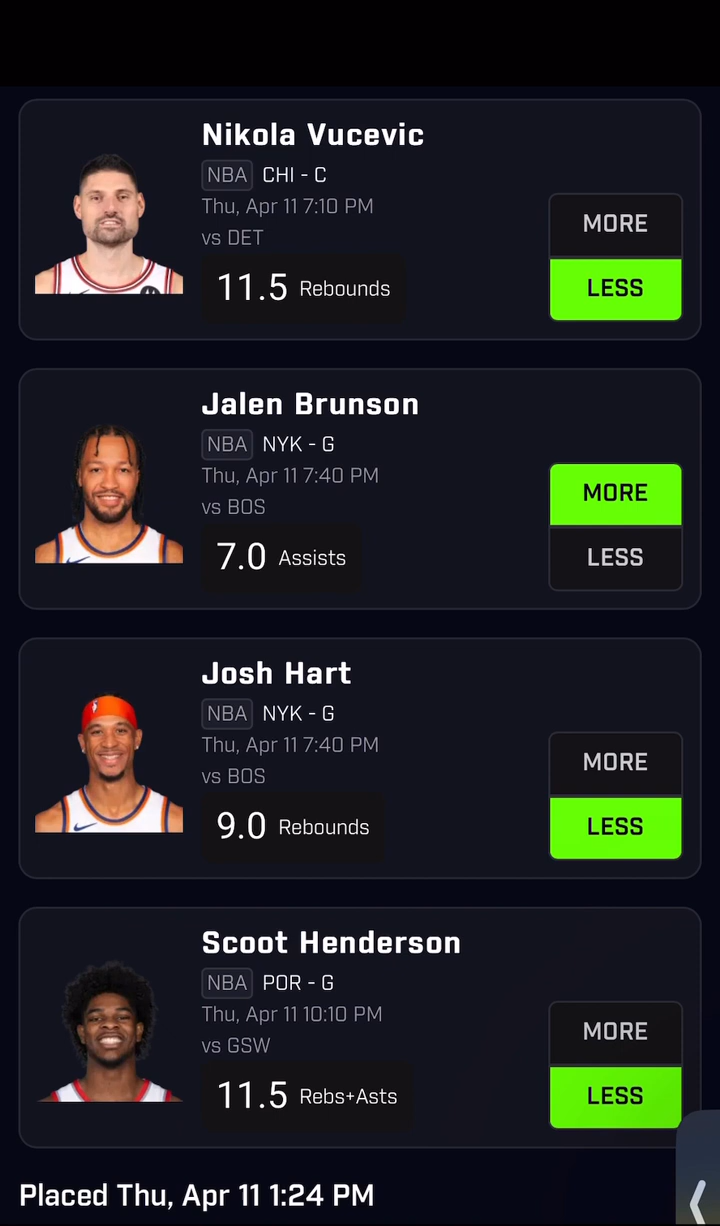 Nikola Vucevic
NBA CHI - C
Thu, Apr 11 7:10 PM
vs DET
11.5 Rebounds
MORE
LESS
Jalen Brunson
NBA NYK - G
Thu, Apr 11 7:40 PM
vs BOS
7.0 Assists
MORE
LESS
Josh Hart
NBA NYK - G
Thu, Apr 11 7:40 PM
vs BOS
9.0 Rebounds
MORE
LESS
Scoot Henderson
NBA POR - G
Thu, Apr 11 10:10 PM
vs GSW
11.5 Rebs+Asts
MORE
LESS
Placed Thu, Apr 11 1:24 PM